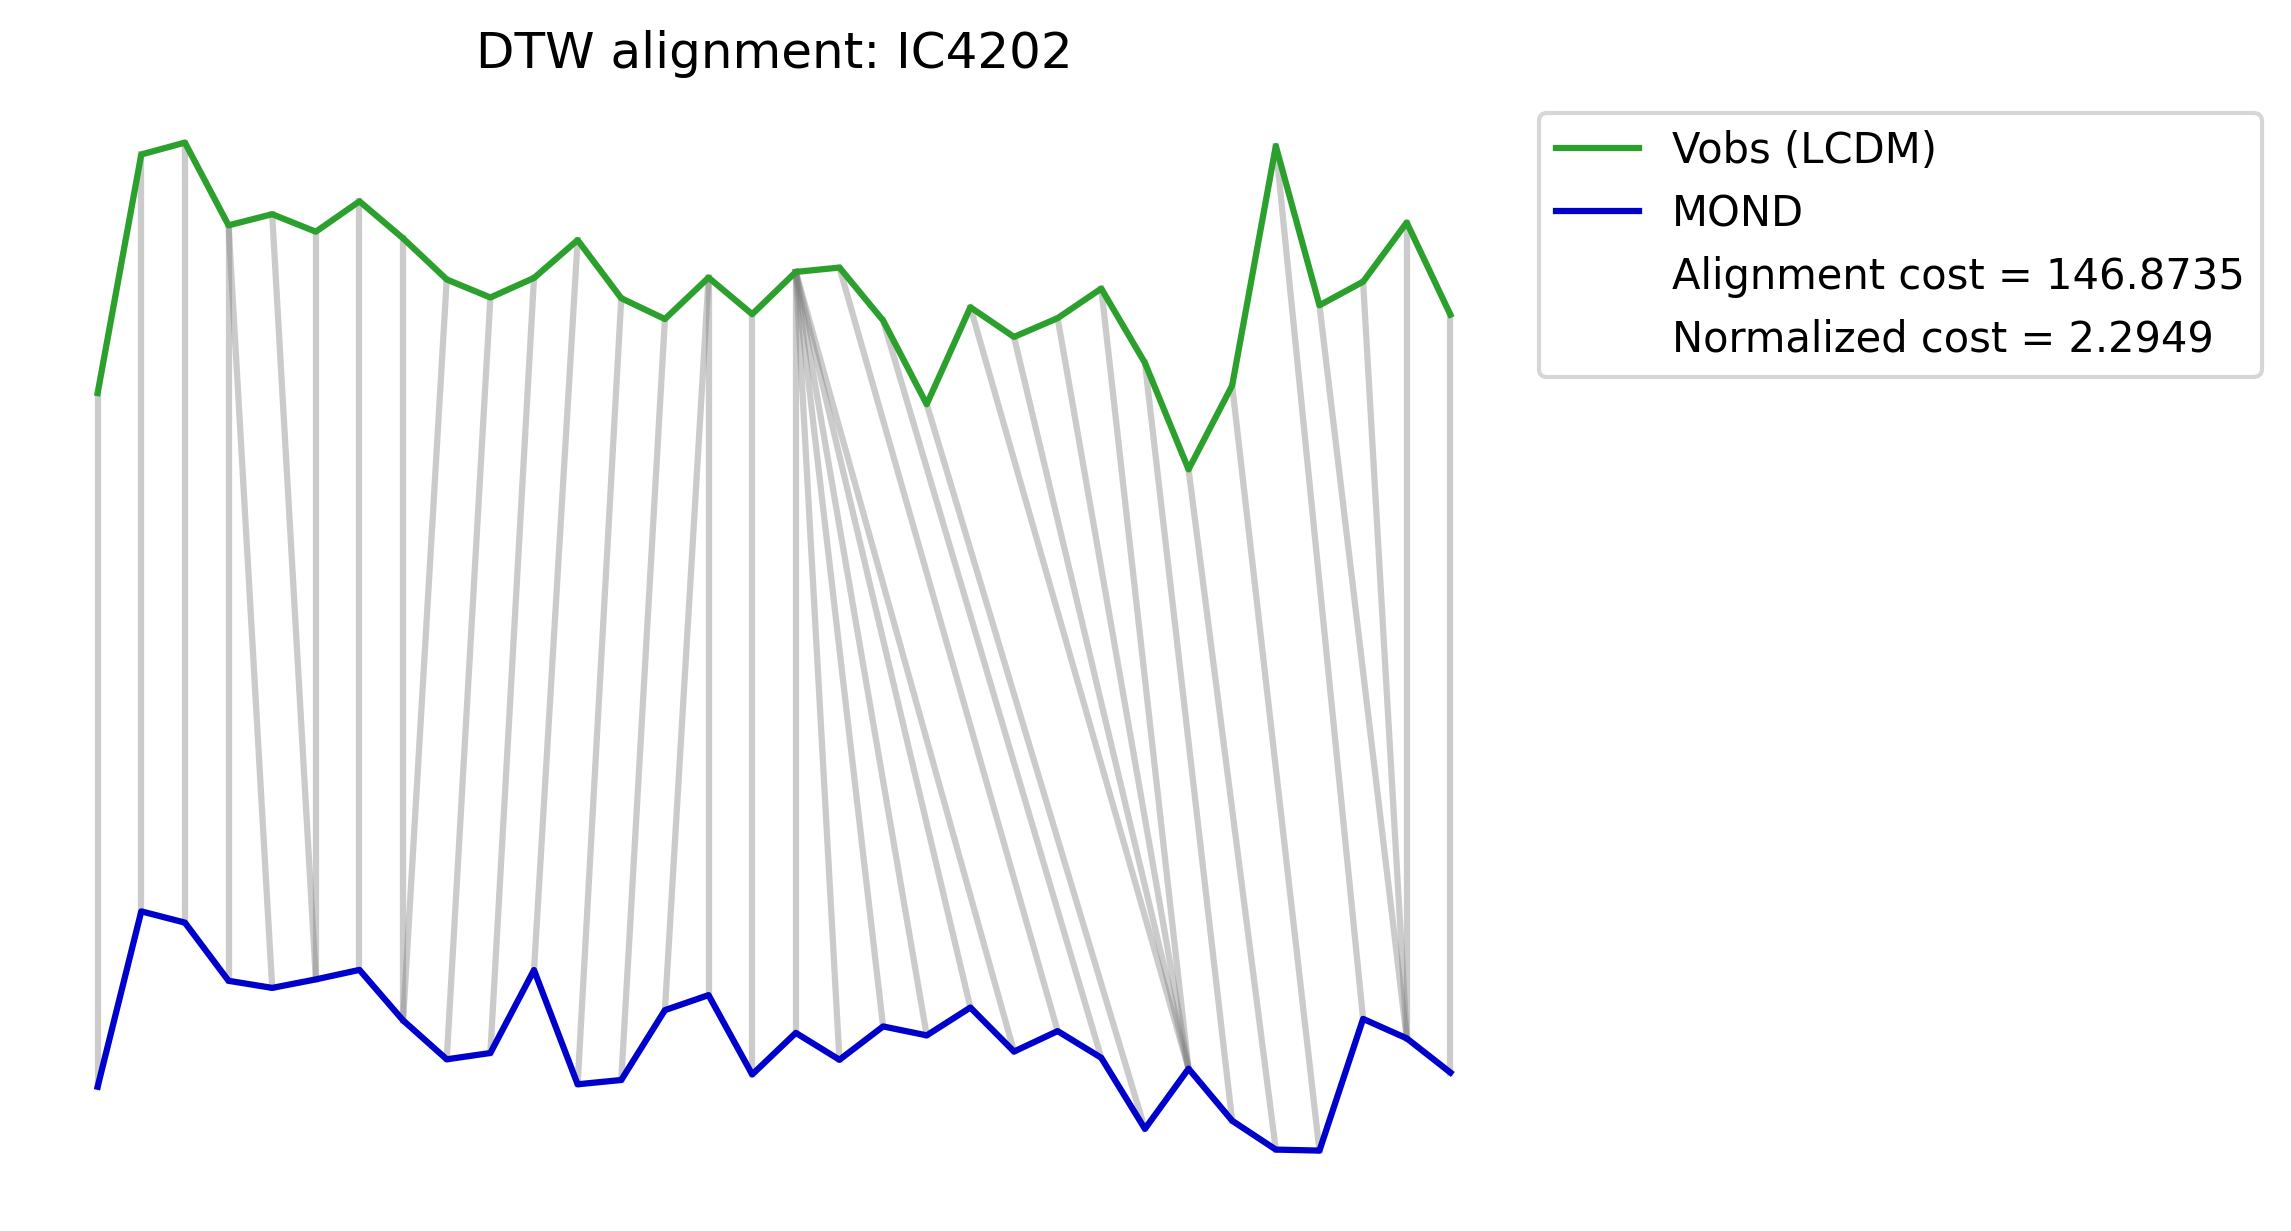 DTW alignment: IC4202
Vobs (LCDM)
MOND
Alignment cost = 146.8735
Normalized cost = 2.2949